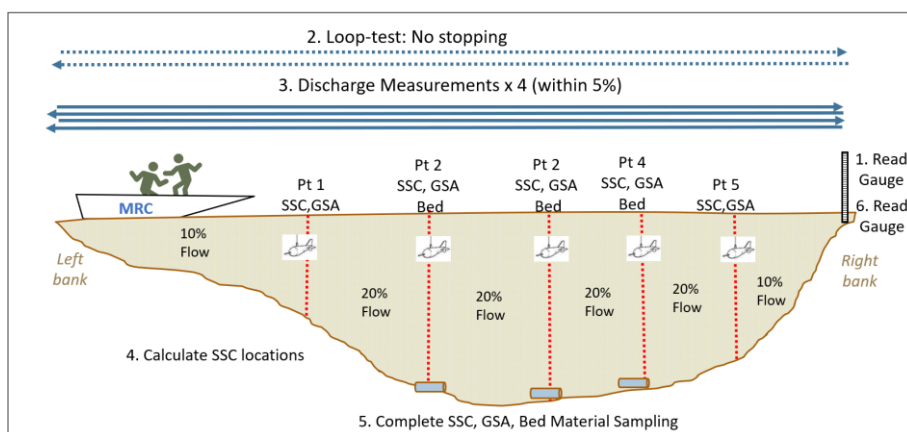 2. Loop-test: No stopping
3. Discharge Measurements x 4 (within 5%)
Pt 1
SSC,GSA
Pt 2
SSC, GSA
Bed
Pt 2
SSC, GSA
Bed
Pt 4
SSC, GSA
Bed
Pt 5
SSC,GSA
1. Read
Gauge
6. Read
Gauge
MRC
Left
bank
10%
Flow
20%
Flow
20%
Flow
20%
Flow
20%
Flow
10%
Flow
Right
bank
4. Calculate SSC locations
5. Complete SSC, GSA, Bed Material Sampling